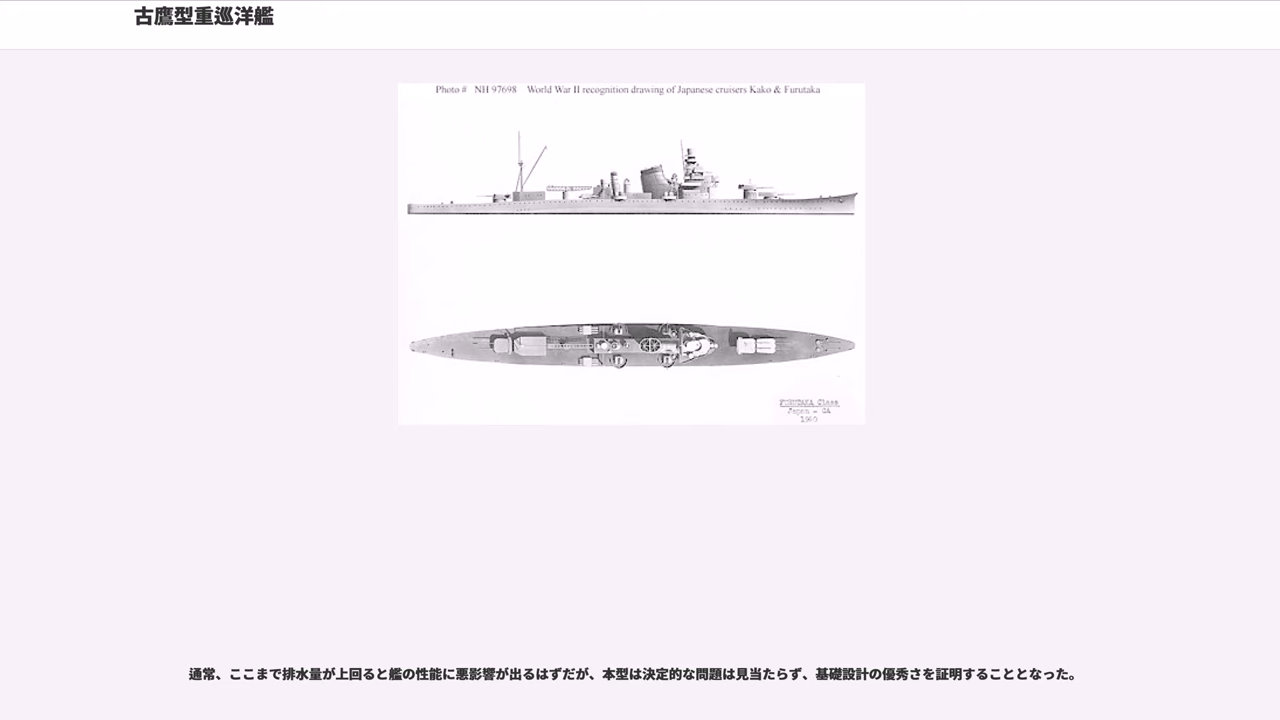 古鷹型重巡洋艦
Photo # NH 97698 World War II recognition drawing of Japanese cruisers Kako & Furutaka
FURUTAKA Class
Japan - CA
通常、ここまで排水量が上回ると艦の性能に悪影響が出るはずだが、本型は決定的な問題は見当たらず、基礎設計の優秀さを証明することとなった。